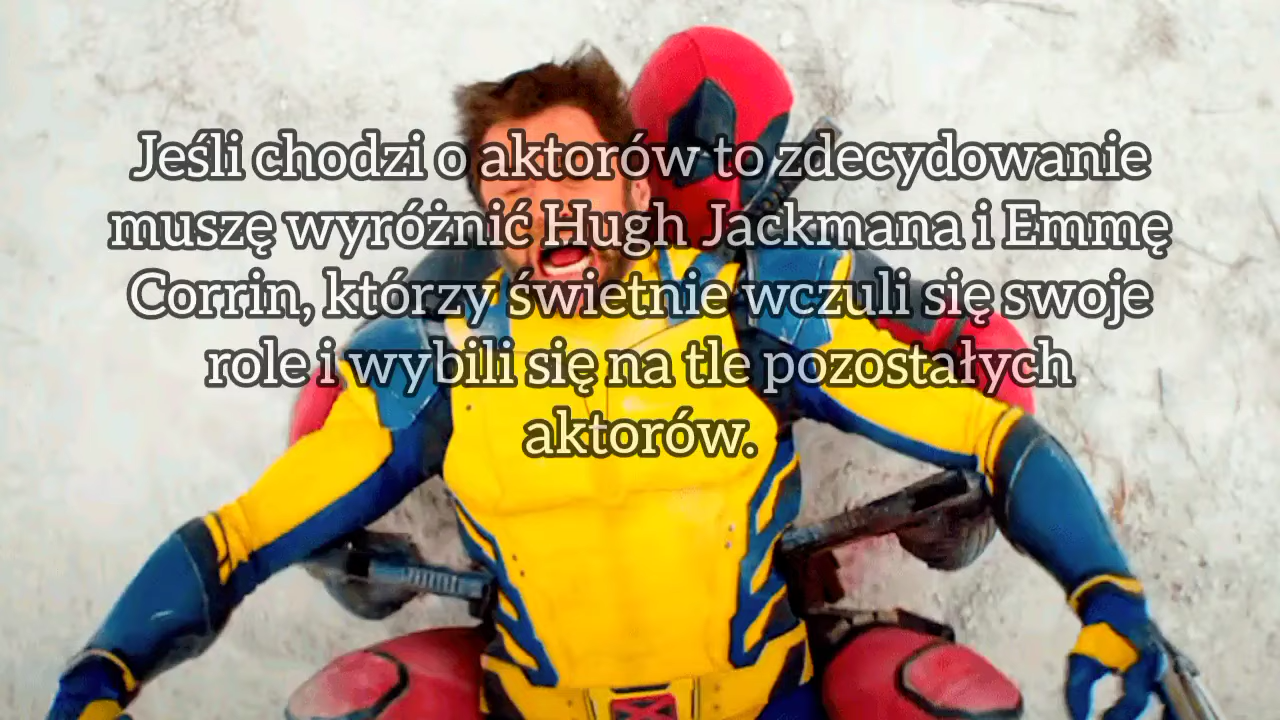 Jeśli chodzi o aktorów to zdecydowanie
muszę wyróżnić Hugh Jackmana i Emmę
Corrin, którzy świetnie wczuli się swoje
role i wybili się na tle pozostałych
aktorów.